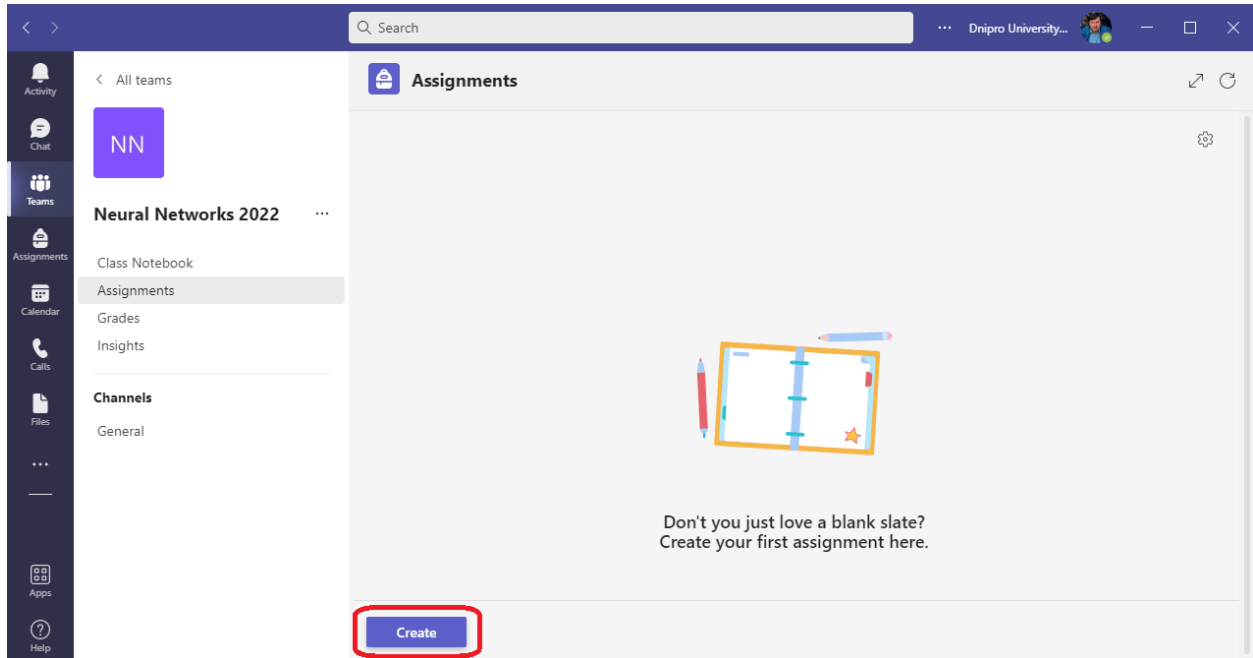 Search
Dnipro University...
Activity
Chat
Teams
Assignments
Calendar
Calls
Files
Apps
Help
All teams
NN
Neural Networks 2022
Class Notebook
Assignments
Grades
Insights
Channels
General
Assignments
Don't you just love a blank slate?
Create your first assignment here.
Create